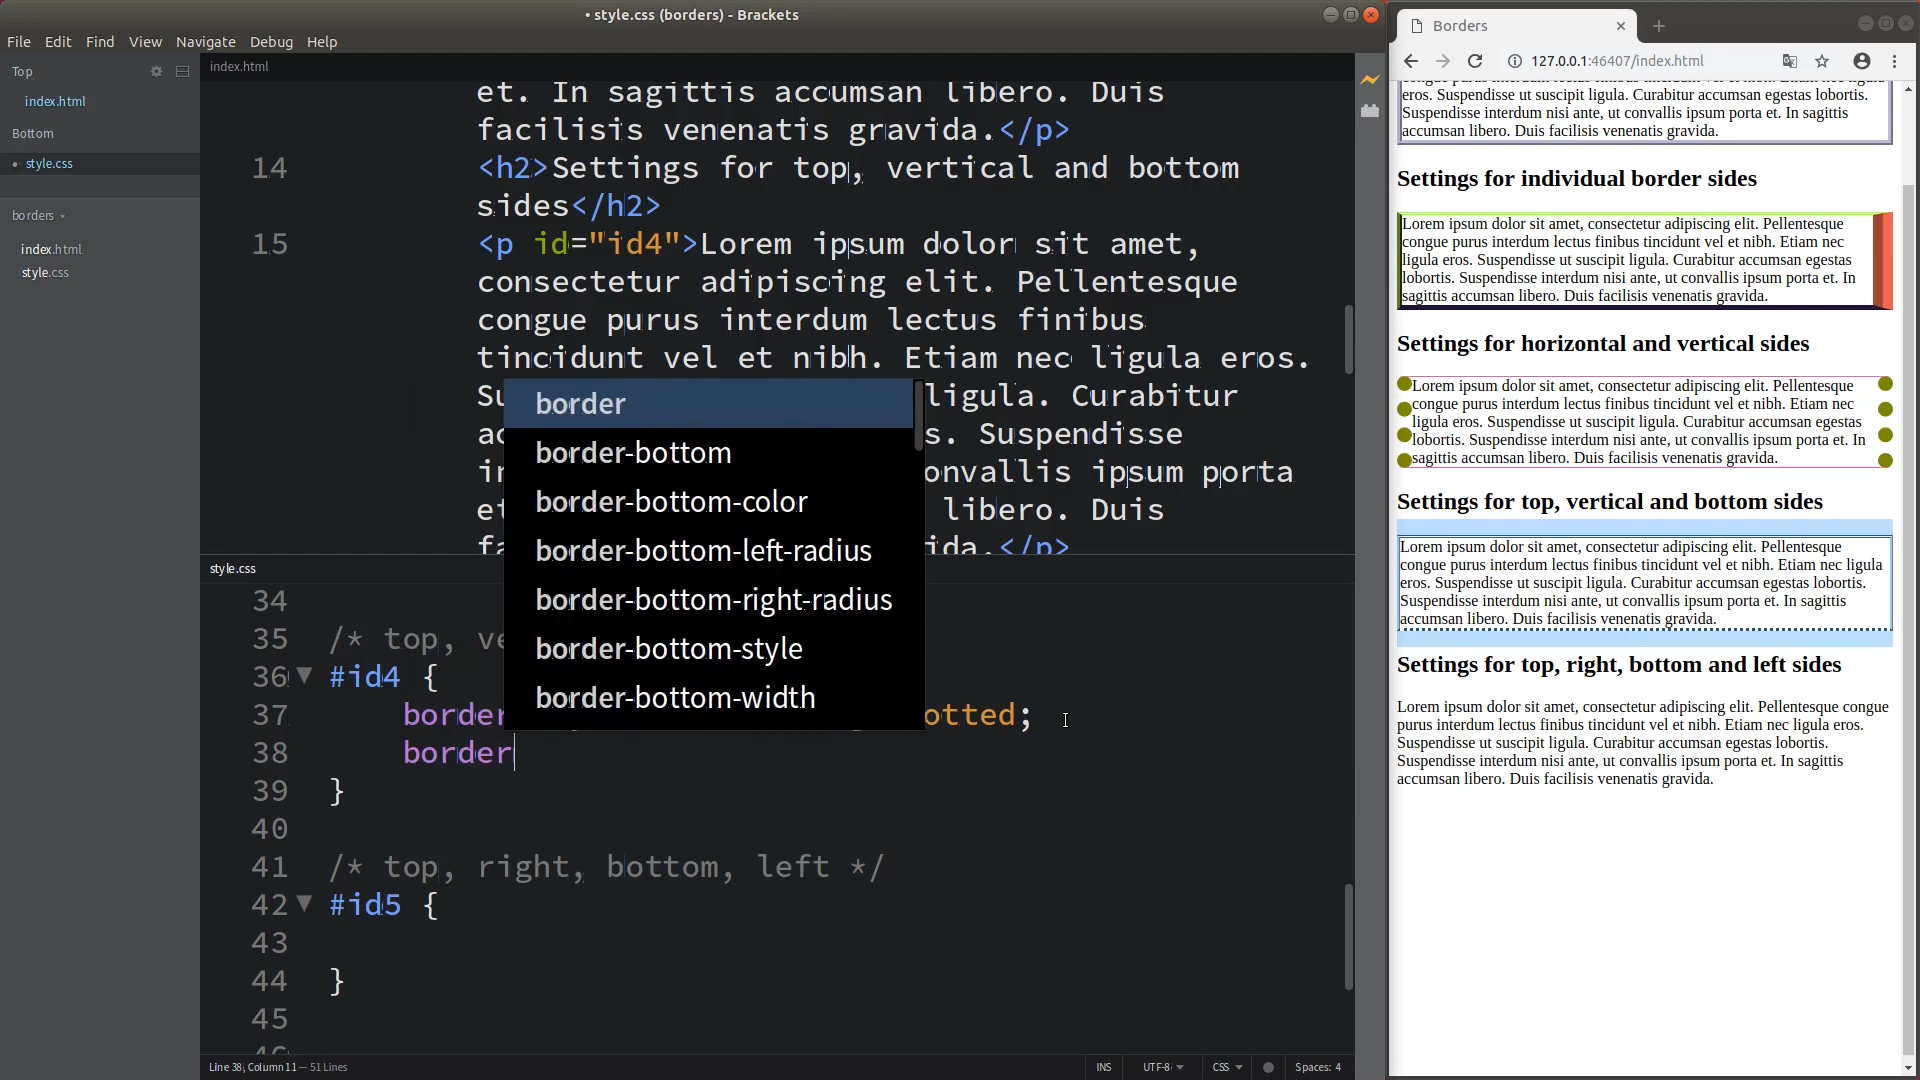 • style.css (borders) - Brackets
File Edit Find View Navigate Debug Help
Top
index.html
Bottom
• style.css
borders
index.html
style.css
index.html
et. In sagittis accumsan libero. Duis
facilisis venenatis gravida.</p>
14 <h2>Settings for top, vertical and bottom
sides</h2>
15 <p id="id4">Lorem ipsum dolor sit amet,
consectetur adipiscing elit. Pellentesque
congue purus interdum lectus finibus
tincidunt vel et nibh. Etiam nec ligula eros.
Su ligula. Curabitur
ac s. Suspendisse
in onvallis ipsum porta
et libero. Duis
fa ida.</p>
border
border-bottom
border-bottom-color
border-bottom-left-radius
border-bottom-right-radius
border-bottom-style
border-bottom-width
style.css
34
35 /* top, ve
36 #id4 {
37 border otted;
38 border
39 }
40
41 /* top, right, bottom, left */
42 #id5 {
43
44 }
45
Line 38, Column 11 — 51 Lines
INS UTF-8 CSS Spaces: 4
Borders
127.0.0.1:46407/index.html
eros. Suspendisse ut suscipit ligula. Curabitur accumsan egestas lobortis.
Suspendisse interdum nisi ante, ut convallis ipsum porta et. In sagittis
accumsan libero. Duis facilisis venenatis gravida.
Settings for individual border sides
Lorem ipsum dolor sit amet, consectetur adipiscing elit. Pellentesque
congue purus interdum lectus finibus tincidunt vel et nibh. Etiam nec
ligula eros. Suspendisse ut suscipit ligula. Curabitur accumsan egestas
lobortis. Suspendisse interdum nisi ante, ut convallis ipsum porta et. In
sagittis accumsan libero. Duis facilisis venenatis gravida.
Settings for horizontal and vertical sides
Lorem ipsum dolor sit amet, consectetur adipiscing elit. Pellentesque
congue purus interdum lectus finibus tincidunt vel et nibh. Etiam nec
ligula eros. Suspendisse ut suscipit ligula. Curabitur accumsan egestas
lobortis. Suspendisse interdum nisi ante, ut convallis ipsum porta et. In
sagittis accumsan libero. Duis facilisis venenatis gravida.
Settings for top, vertical and bottom sides
Lorem ipsum dolor sit amet, consectetur adipiscing elit. Pellentesque
congue purus interdum lectus finibus tincidunt vel et nibh. Etiam nec ligula
eros. Suspendisse ut suscipit ligula. Curabitur accumsan egestas lobortis.
Suspendisse interdum nisi ante, ut convallis ipsum porta et. In sagittis
accumsan libero. Duis facilisis venenatis gravida.
Settings for top, right, bottom and left sides
Lorem ipsum dolor sit amet, consectetur adipiscing elit. Pellentesque
congue purus interdum lectus finibus tincidunt vel et nibh. Etiam nec ligula
eros. Suspendisse ut suscipit ligula. Curabitur accumsan egestas lobortis.
Suspendisse interdum nisi ante, ut convallis ipsum porta et. In sagittis
accumsan libero. Duis facilisis venenatis gravida.